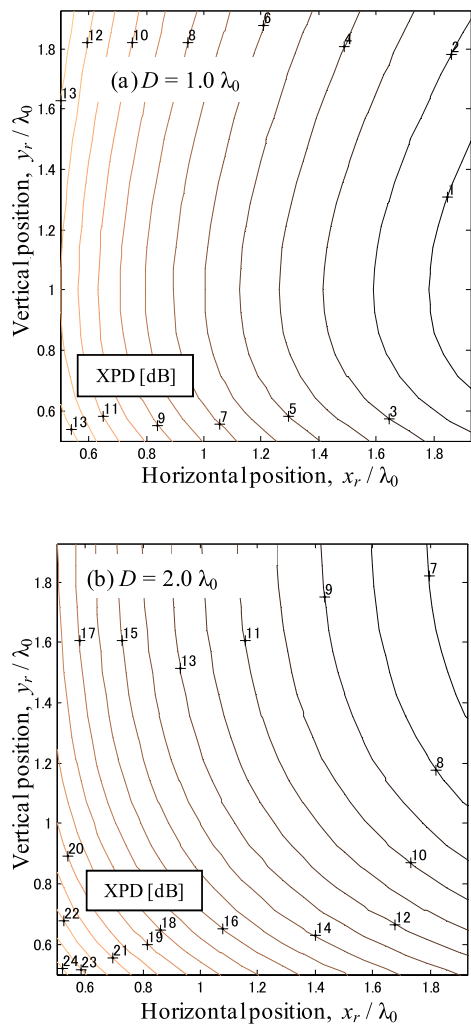 6
12 10 8 4 2
1.8
(a) D = 1.0 λ0
13
1.6
1.4
1
1.2
Vertical position, yr / λ0
1
0.8
XPD [dB]
11 9 7 5 3
0.6
13
0.6 0.8 1.0 1.2 1.4 1.6 1.8
Horizontal position, xr / λ0
7
1.8
(b) D = 2.0 λ0
9
17 15 11
1.6
13
1.4
1.2
8
Vertical position, yr / λ0
1
20 10
0.8
XPD [dB]
22 18 16 12
19 14
0.6
24 23 21
0.6 0.8 1.0 1.2 1.4 1.6 1.8
Horizontal position, xr / λ0